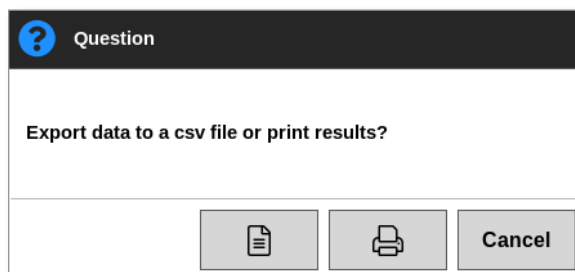 Question
Export data to a csv file or print results?
Cancel